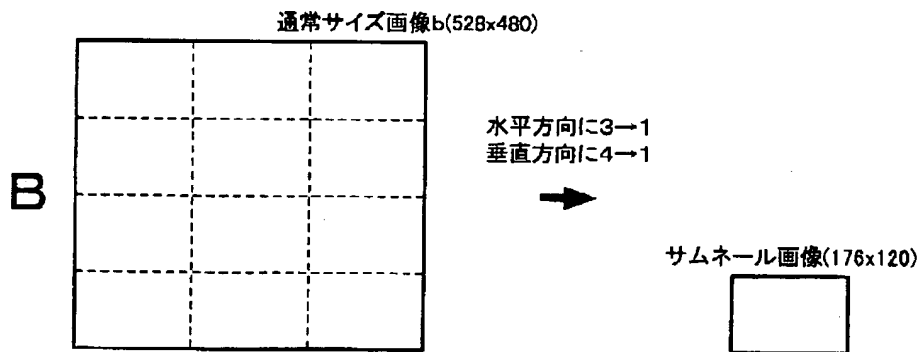 通常サイズ画像b(528x480)
水平方向に3→1
垂直方向に4→1
B
サムネール画像(176x120)